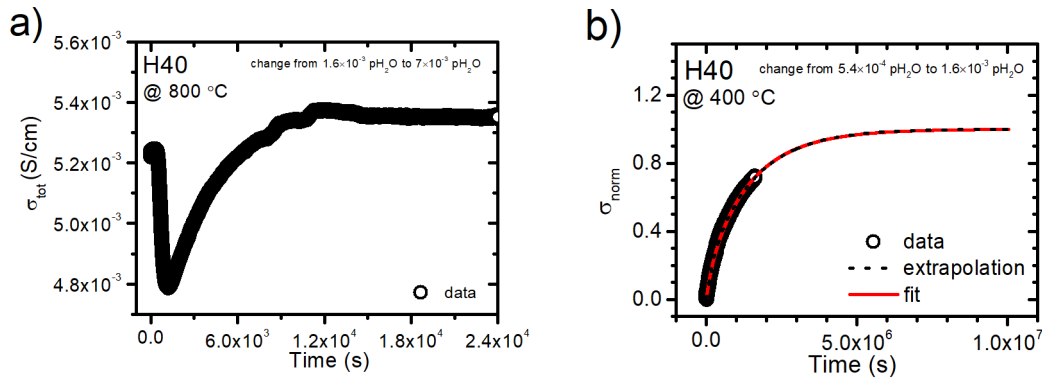 a)
5.6x10⁻³
5.4x10⁻³
5.2x10⁻³
5.0x10⁻³
4.8x10⁻³
σtot (S/cm)
H40
@ 800 °C
change from 1.6×10⁻³ pH₂O to 7×10⁻³ pH₂O
data
0.0
6.0x10³
1.2x10⁴
1.8x10⁴
2.4x10⁴
Time (s)
b)
1.2
0.8
0.4
0.0
σnorm
H40
@ 400 °C
change from 5.4×10⁻⁴ pH₂O to 1.6×10⁻³ pH₂O
data
extrapolation
fit
0.0
5.0x10⁶
1.0x10⁷
Time (s)